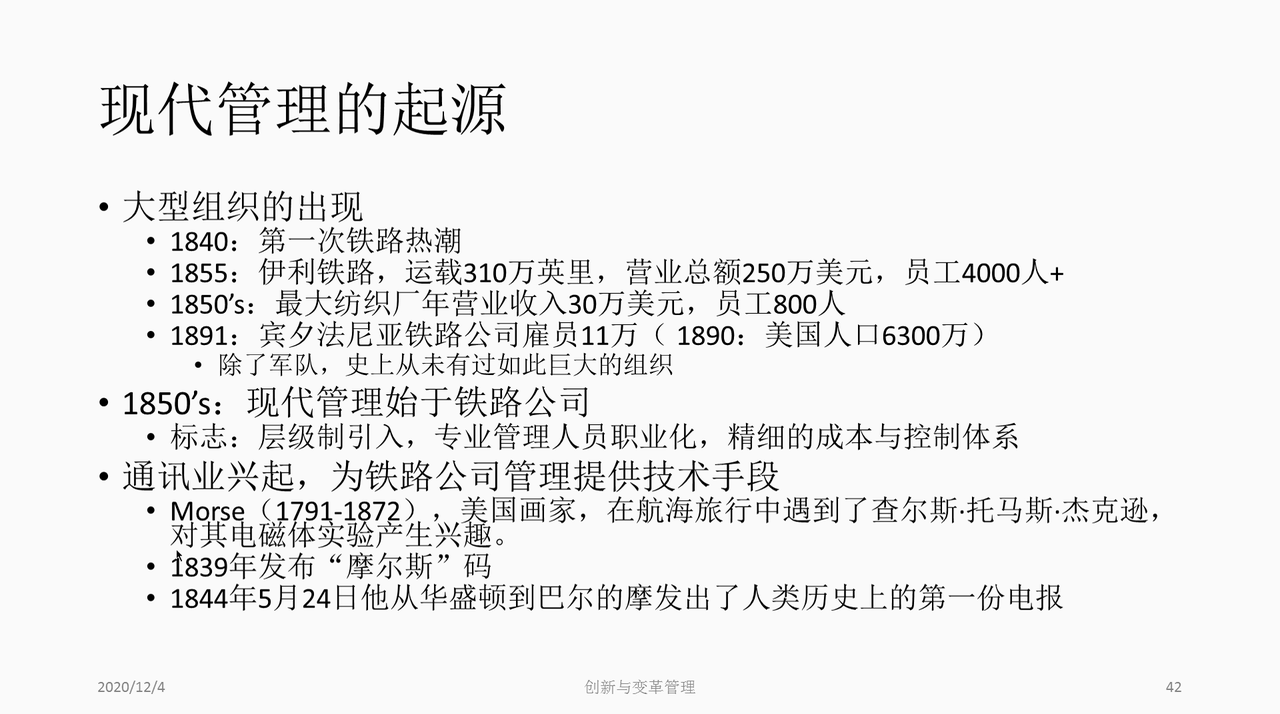 现代管理的起源
• 大型组织的出现
• 1840：第一次铁路热潮
• 1855：伊利铁路，运载310万英里，营业总额250万美元，员工4000人+
• 1850’s：最大纺织厂年营业收入30万美元，员工800人
• 1891：宾夕法尼亚铁路公司雇员11万（ 1890：美国人口6300万）
• 除了军队，史上从未有过如此巨大的组织
• 1850’s：现代管理始于铁路公司
• 标志：层级制引入，专业管理人员职业化，精细的成本与控制体系
• 通讯业兴起，为铁路公司管理提供技术手段
• Morse（1791-1872），美国画家，在航海旅行中遇到了查尔斯·托马斯·杰克逊，
对其电磁体实验产生兴趣。
• 1839年发布“摩尔斯”码
• 1844年5月24日他从华盛顿到巴尔的摩发出了人类历史上的第一份电报
2020/12/4
创新与变革管理
42